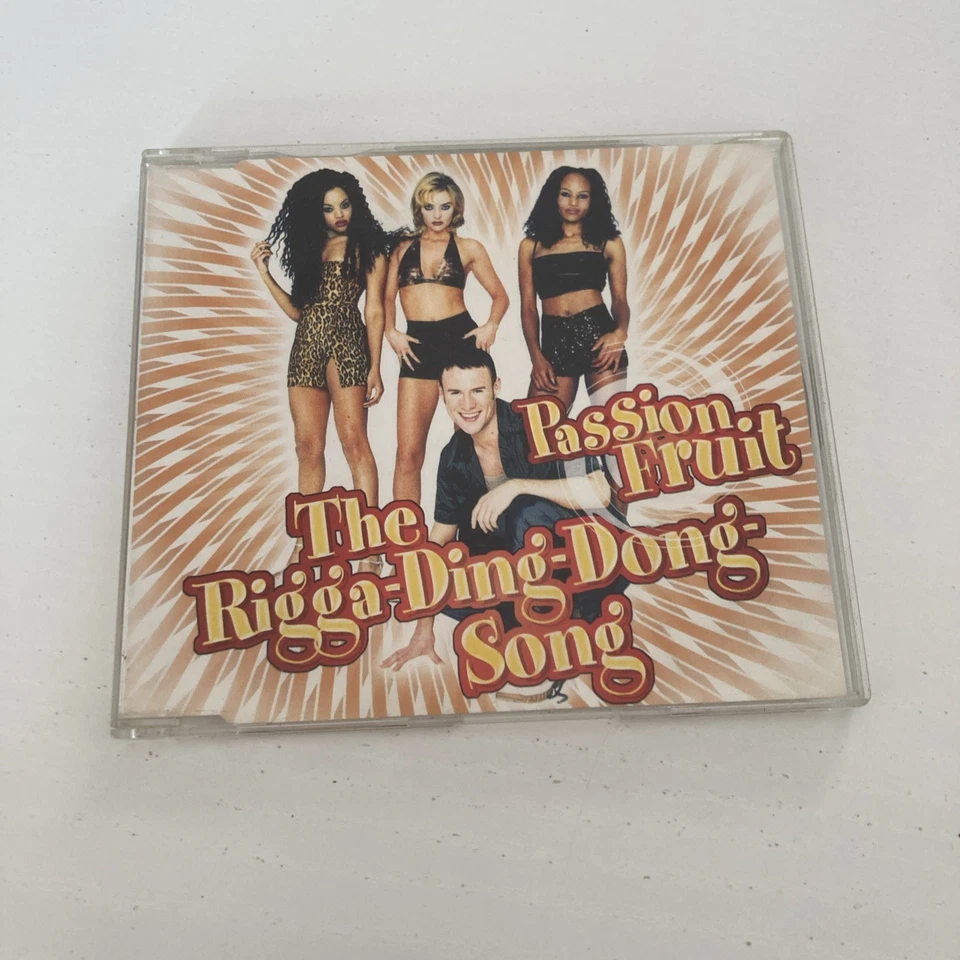 Passion
Fruit
The
Rigga-Ding-Dong-
Song